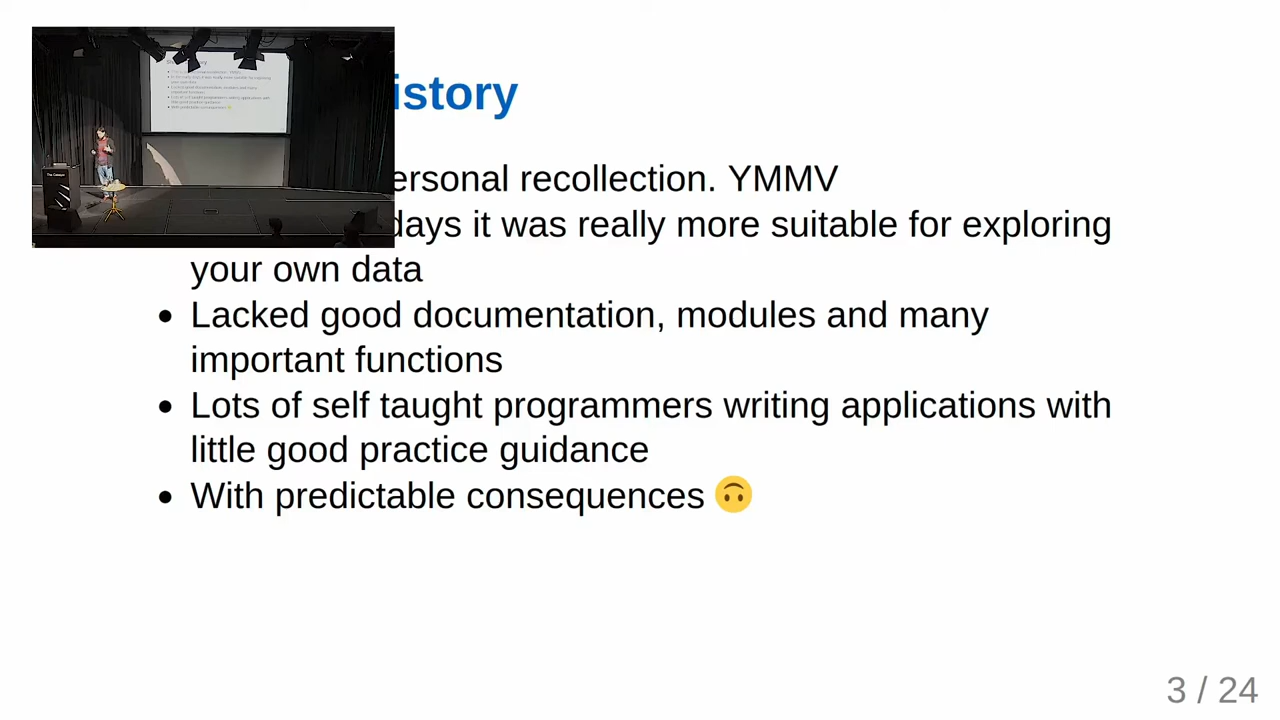 istory
ersonal recollection. YMMV
days it was really more suitable for exploring
your own data
• Lacked good documentation, modules and many
important functions
• Lots of self taught programmers writing applications with
little good practice guidance
• With predictable consequences 🙃
3 / 24